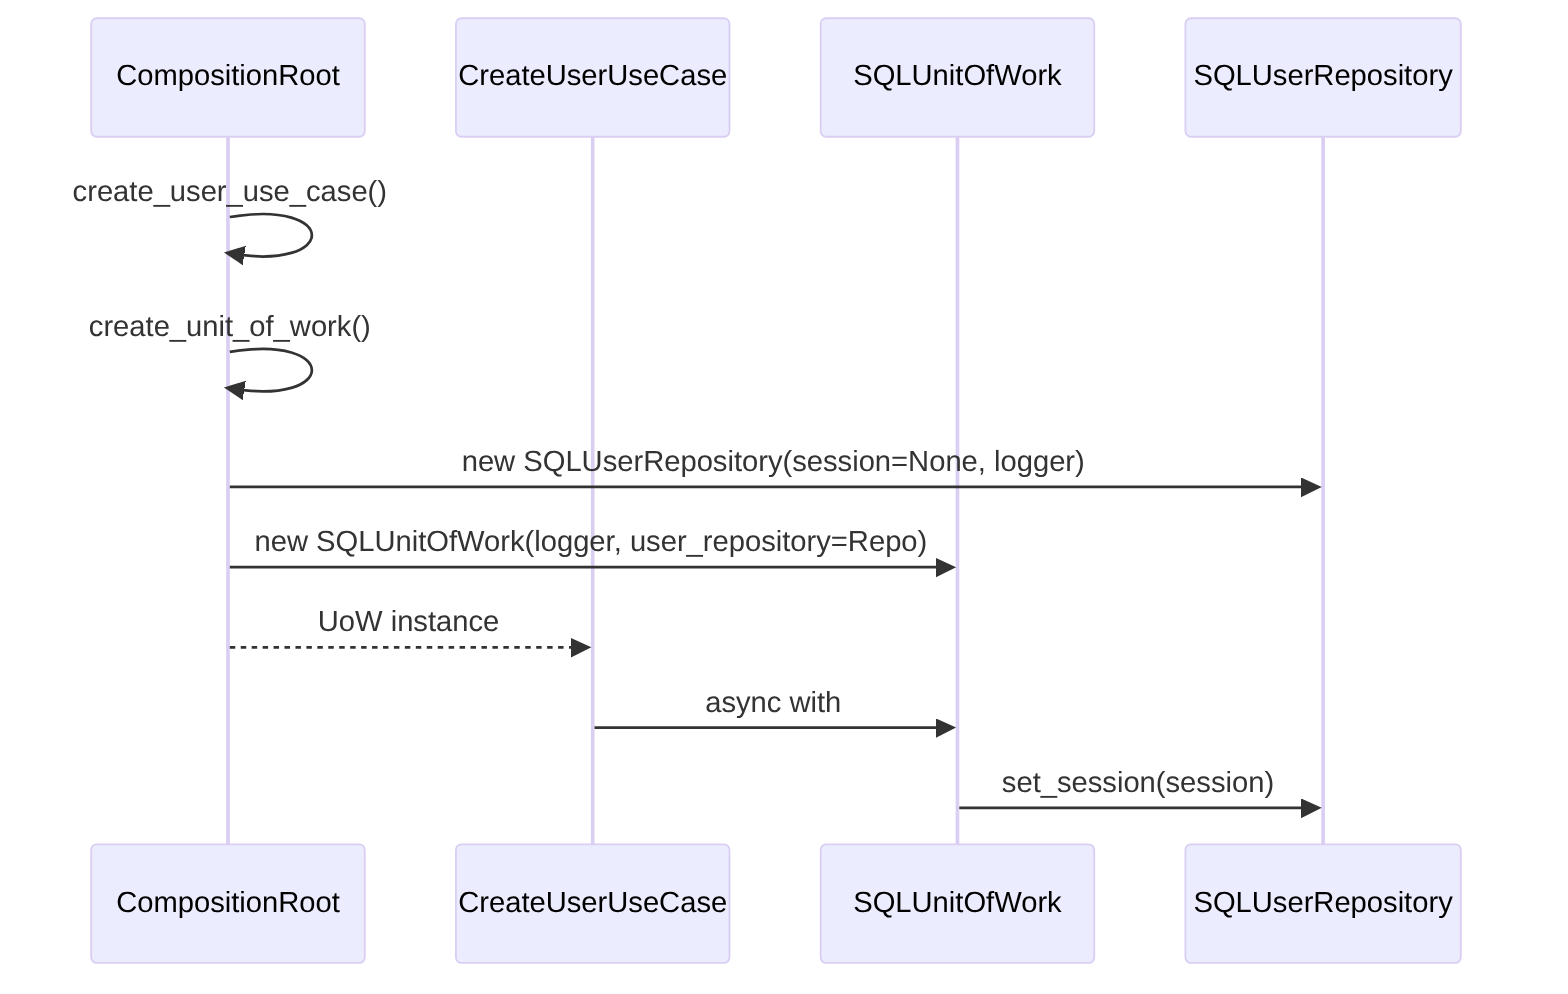 CompositionRoot
CreateUserUseCase
SQLUnitOfWork
SQLUserRepository
create_user_use_case()
create_unit_of_work()
new SQLUserRepository(session=None, logger)
new SQLUnitOfWork(logger, user_repository=Repo)
UoW instance
async with
set_session(session)
CompositionRoot
CreateUserUseCase
SQLUnitOfWork
SQLUserRepository